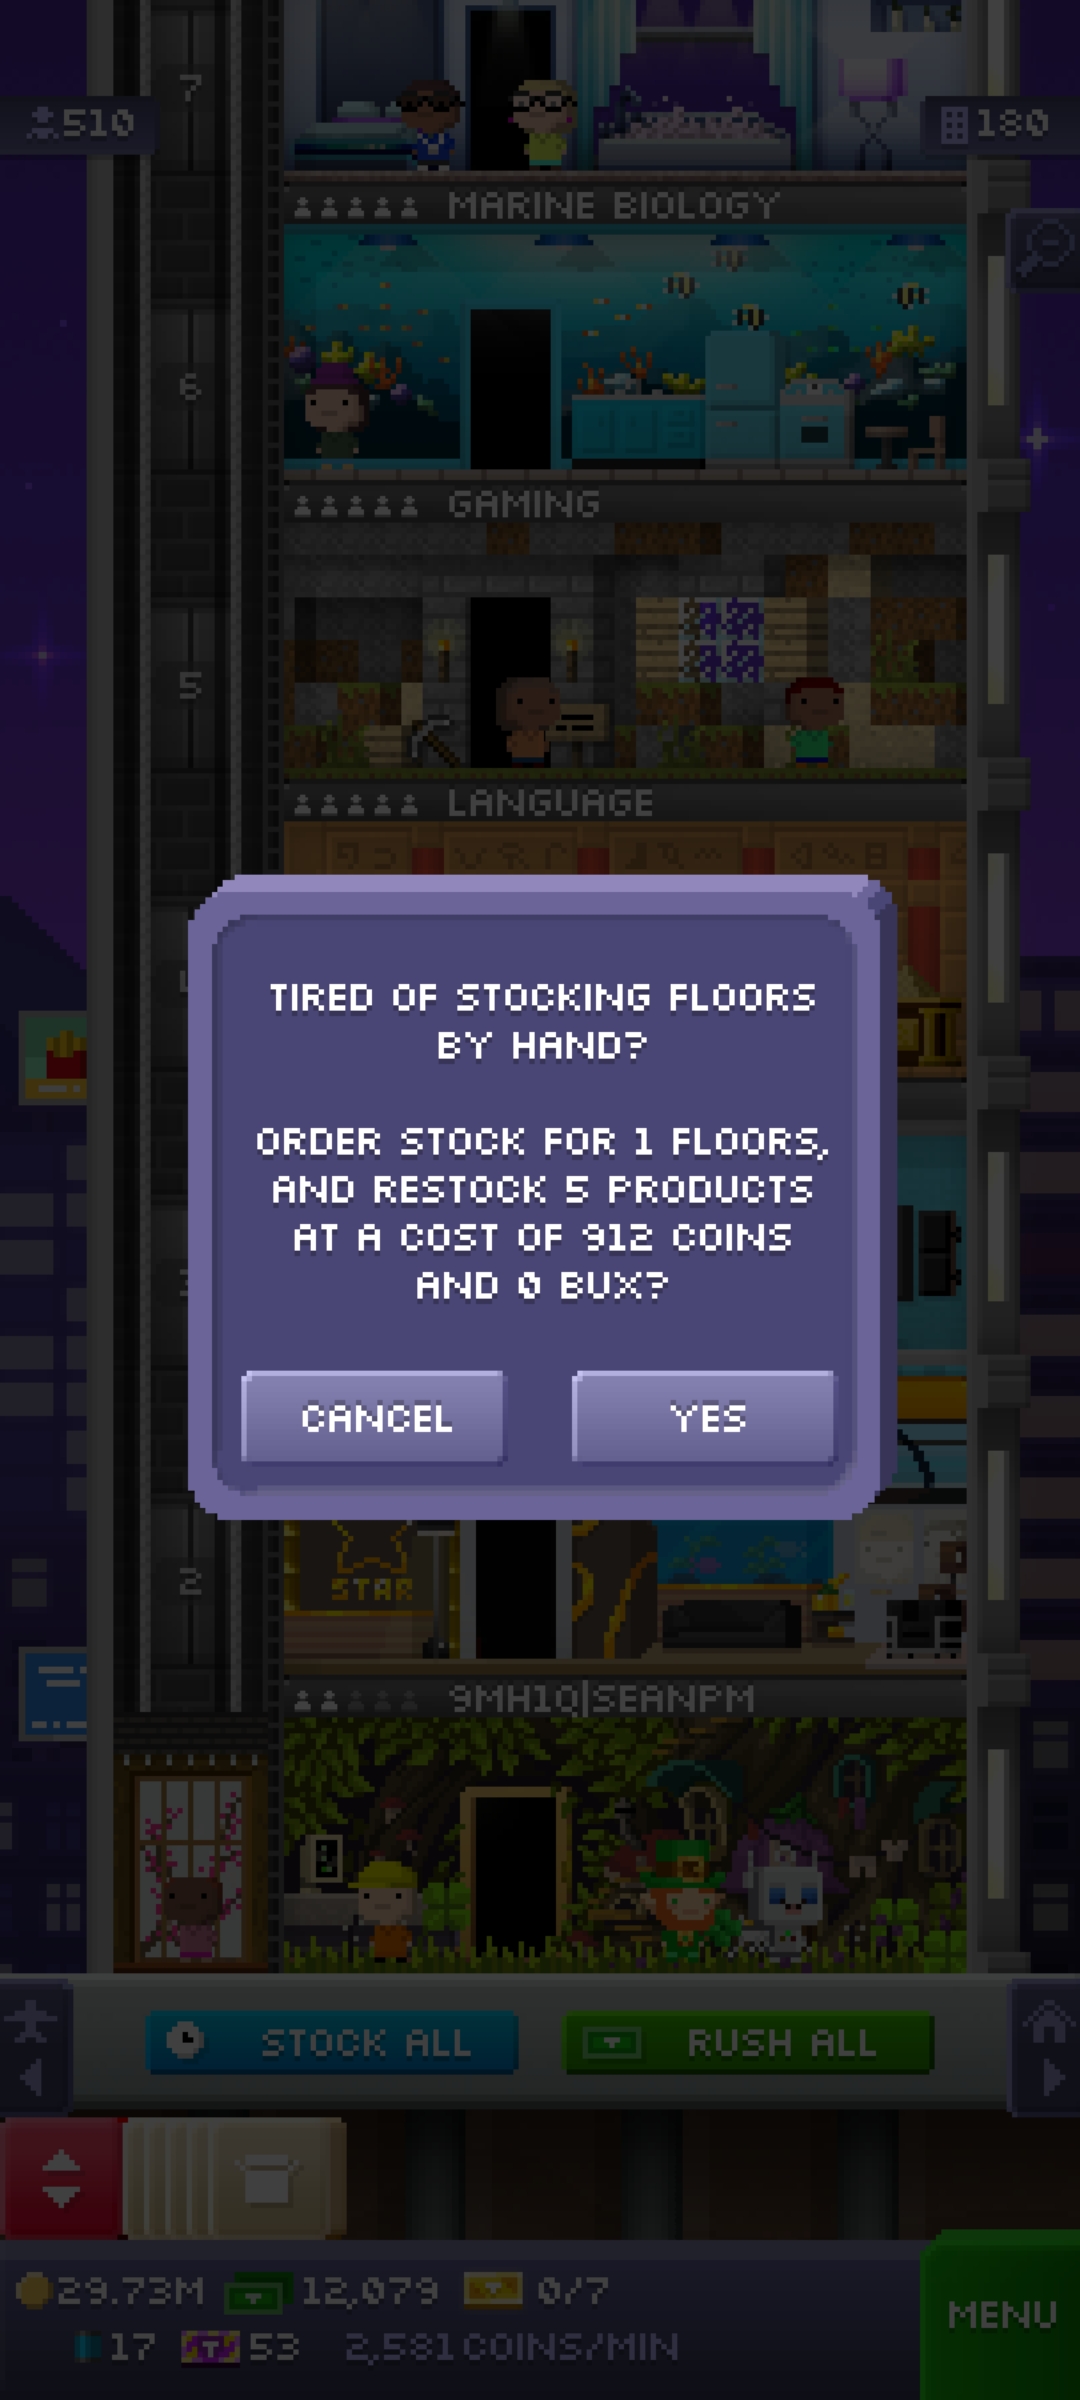 7
510
180
MARINE BIOLOGY
6
GAMING
5
LANGUAGE
TIRED OF STOCKING FLOORS
BY HAND?
ORDER STOCK FOR 1 FLOORS,
AND RESTOCK 5 PRODUCTS
AT A COST OF 912 COINS
AND 0 BUX?
CANCEL
YES
STAR
2
9MH1Q|SEANPM
STOCK ALL
RUSH ALL
29.73M
12,079
0/7
MENU
17
53
2,581 COINS/MIN